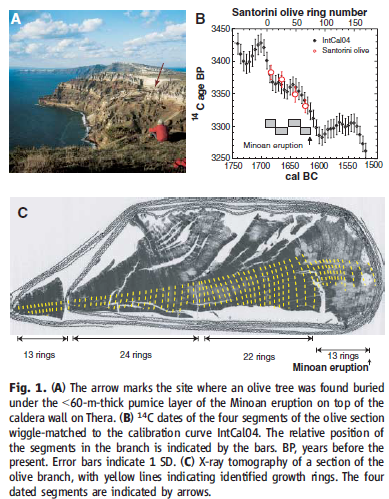 A
B
Santorini olive ring number
0 50 100 150
3450
IntCal04
Santorini olive
3400
3350
3300
3250
¹⁴C age BP
Minoan eruption
1750 1700 1650 1600 1550 1500
cal BC
C
13 rings
24 rings
22 rings
13 rings
Minoan eruption
Fig. 1. (A) The arrow marks the site where an olive tree was found buried
under the <60-m-thick pumice layer of the Minoan eruption on top of the
caldera wall on Thera. (B) ¹⁴C dates of the four segments of the olive section
wiggle-matched to the calibration curve IntCal04. The relative position of
the segments in the branch is indicated by the bars. BP, years before the
present. Error bars indicate 1 SD. (C) X-ray tomography of a section of the
olive branch, with yellow lines indicating identified growth rings. The four
dated segments are indicated by arrows.